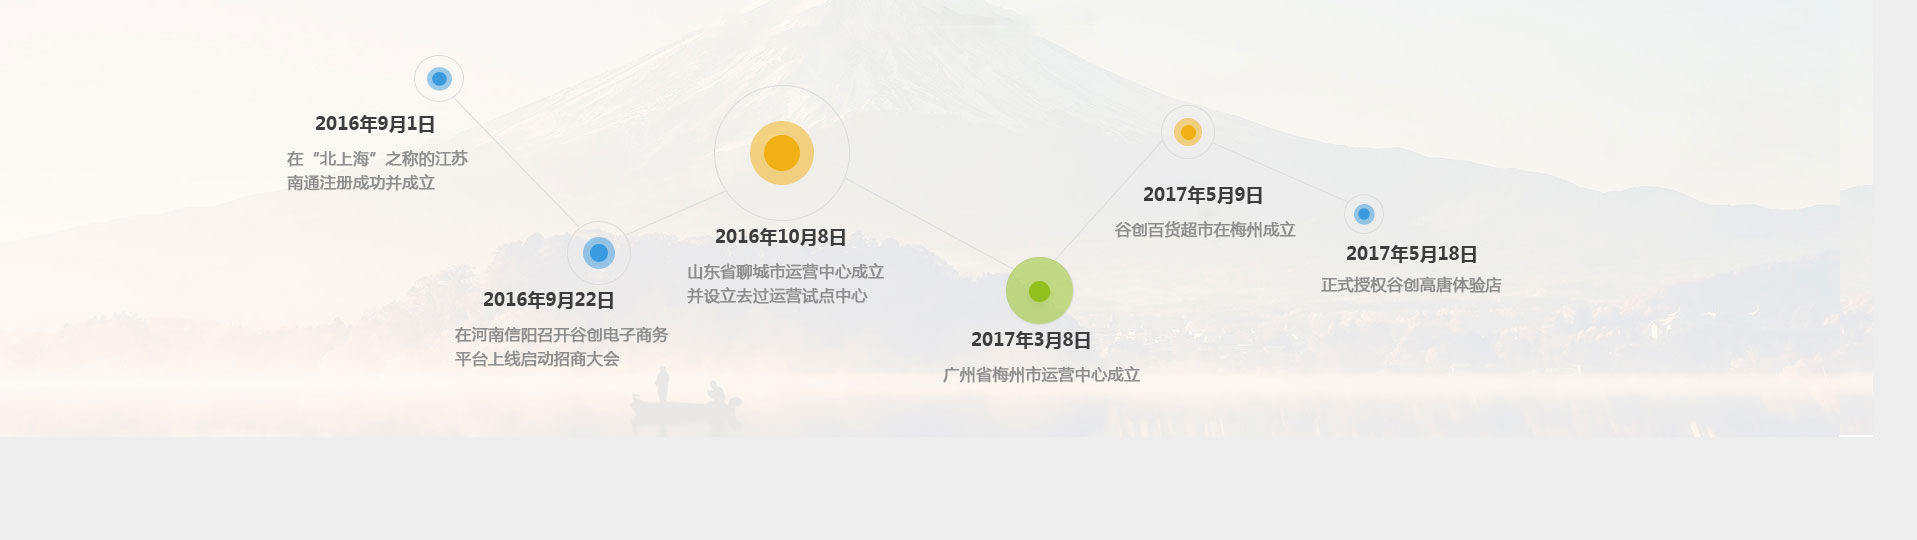 2016年9月1日
在“北上海”之称的江苏
南通注册成功并成立
2016年9月22日
在河南信阳召开谷创电子商务
平台上线启动招商大会
2016年10月8日
山东省聊城市运营中心成立
并设立去过运营试点中心
2017年3月8日
广州省梅州市运营中心成立
2017年5月9日
谷创百货超市在梅州成立
2017年5月18日
正式授权谷创高唐体验店